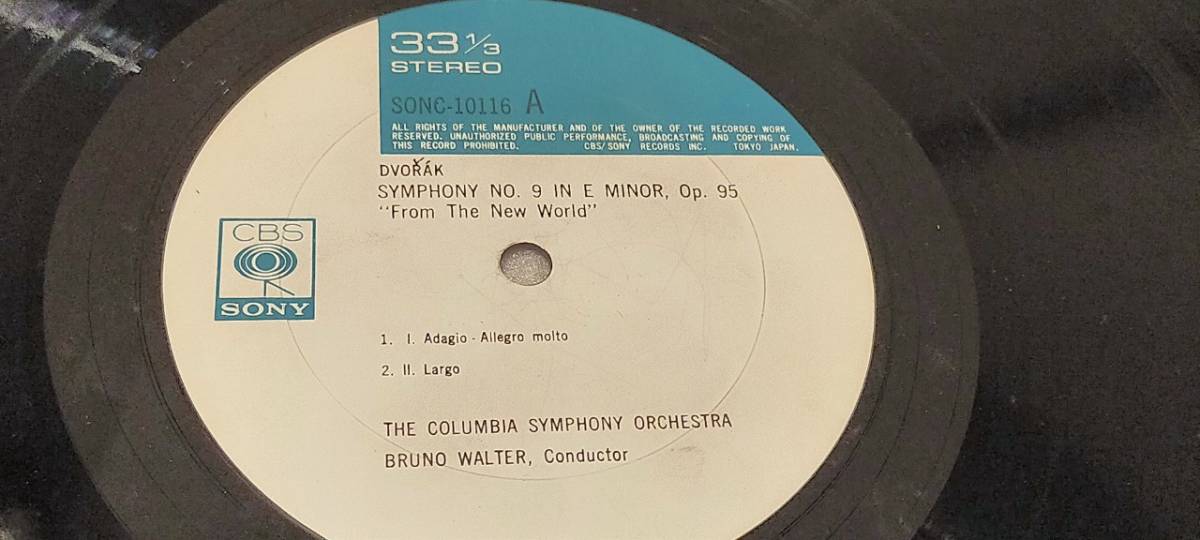 33 1/3
STEREO
SONC-10116 A
ALL RIGHTS OF THE MANUFACTURER AND OF THE OWNER OF THE RECORDED WORK
RESERVED. UNAUTHORIZED PUBLIC PERFORMANCE, BROADCASTING AND COPYING OF
THIS RECORD PROHIBITED. CBS/SONY RECORDS INC. TOKYO JAPAN.
DVOŘÁK
SYMPHONY NO. 9 IN E MINOR, Op. 95
"From The New World"
CBS
SONY
1. I. Adagio - Allegro molto
2. II. Largo
THE COLUMBIA SYMPHONY ORCHESTRA
BRUNO WALTER, Conductor